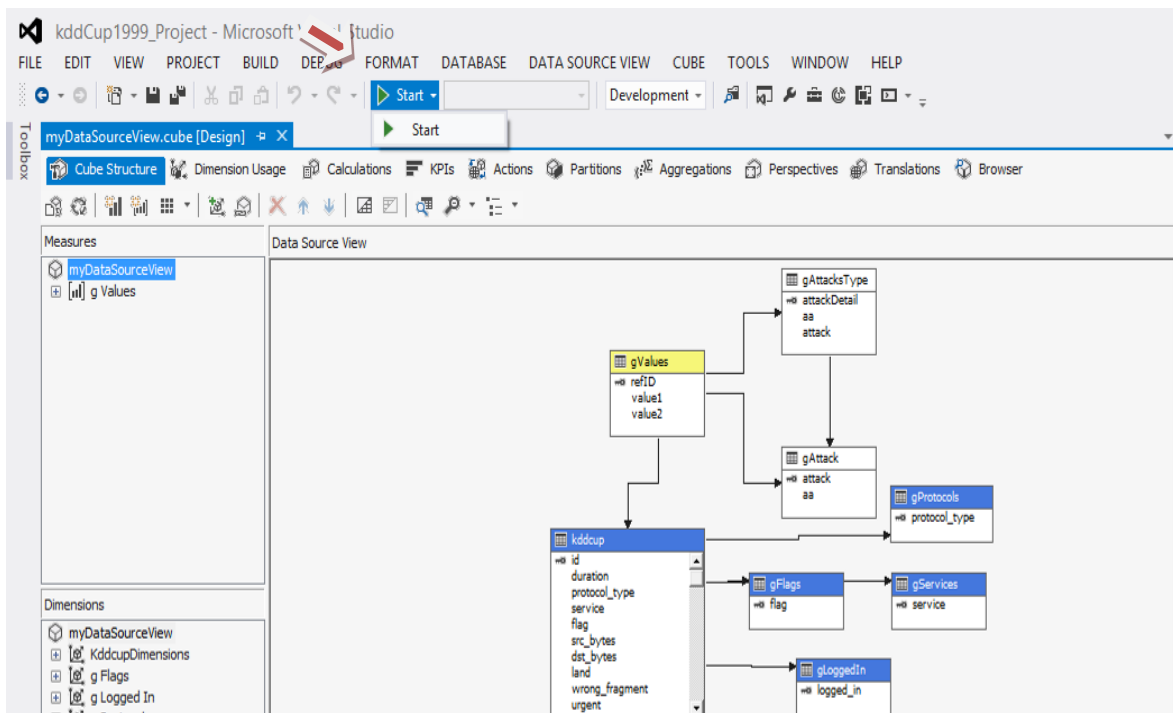 kddCup1999_Project - Microsoft Studio
FILE EDIT VIEW PROJECT BUILD DEBUG FORMAT DATABASE DATA SOURCE VIEW CUBE TOOLS WINDOW HELP
Start Development
Start
Toolbox
myDataSourceView.cube [Design]
Cube Structure Dimension Usage Calculations KPIs Actions Partitions Aggregations Perspectives Translations Browser
Measures
myDataSourceView
g Values
Data Source View
gAttacksType
attackDetail
aa
attack
gValues
refID
value1
value2
gAttack
attack
aa
gProtocols
protocol_type
kddcup
id
duration
protocol_type
service
flag
src_bytes
dst_bytes
land
wrong_fragment
urgent
gFlags
flag
gServices
service
gLoggedIn
logged_in
Dimensions
myDataSourceView
KddcupDimensions
g Flags
g Logged In